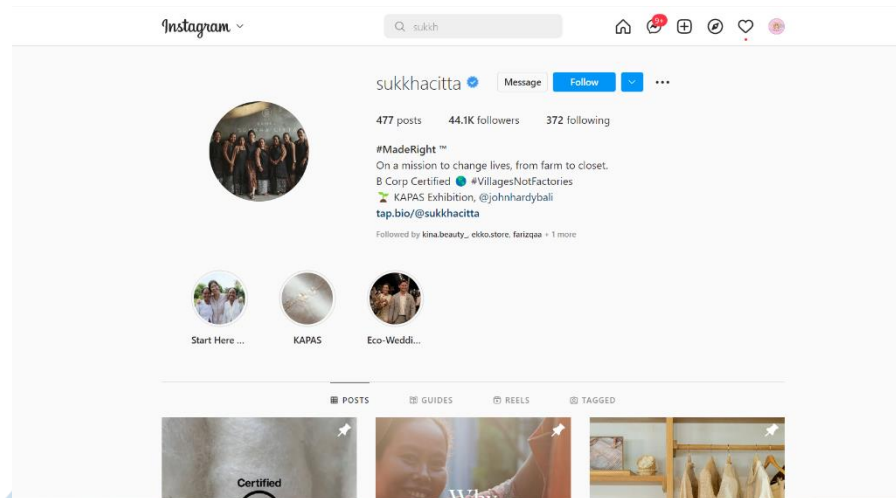 Instagram
sukkh
9+
sukkhacitta
Message
Follow
477 posts 44.1K followers 372 following
#MadeRight ™
On a mission to change lives, from farm to closet.
B Corp Certified 🌏 #VillagesNotFactories
🌱 KAPAS Exhibition, @johnhardybali
tap.bio/@sukkhacitta
Followed by kina.beauty_, ekko.store, farizqaa + 1 more
Start Here ... KAPAS Eco-Weddi...
POSTS GUIDES REELS TAGGED
Certified
Why